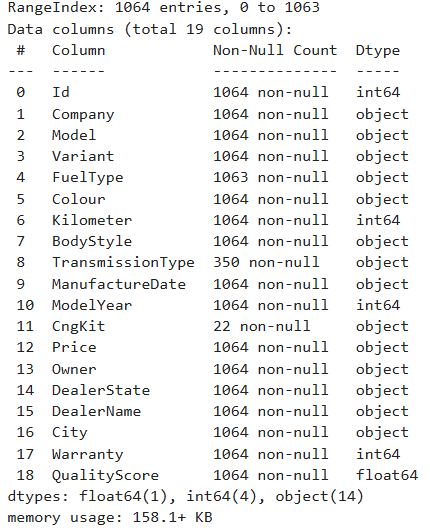 RangeIndex: 1064 entries, 0 to 1063
Data columns (total 19 columns):
 #   Column            Non-Null Count  Dtype
---  ------            --------------  -----
 0   Id                1064 non-null   int64
 1   Company           1064 non-null   object
 2   Model             1064 non-null   object
 3   Variant           1064 non-null   object
 4   FuelType          1063 non-null   object
 5   Colour            1064 non-null   object
 6   Kilometer         1064 non-null   int64
 7   BodyStyle         1064 non-null   object
 8   TransmissionType  350 non-null    object
 9   ManufactureDate   1064 non-null   object
 10  ModelYear         1064 non-null   int64
 11  CngKit            22 non-null     object
 12  Price             1064 non-null   object
 13  Owner             1064 non-null   object
 14  DealerState       1064 non-null   object
 15  DealerName        1064 non-null   object
 16  City              1064 non-null   object
 17  Warranty          1064 non-null   int64
 18  QualityScore      1064 non-null   float64
dtypes: float64(1), int64(4), object(14)
memory usage: 158.1+ KB